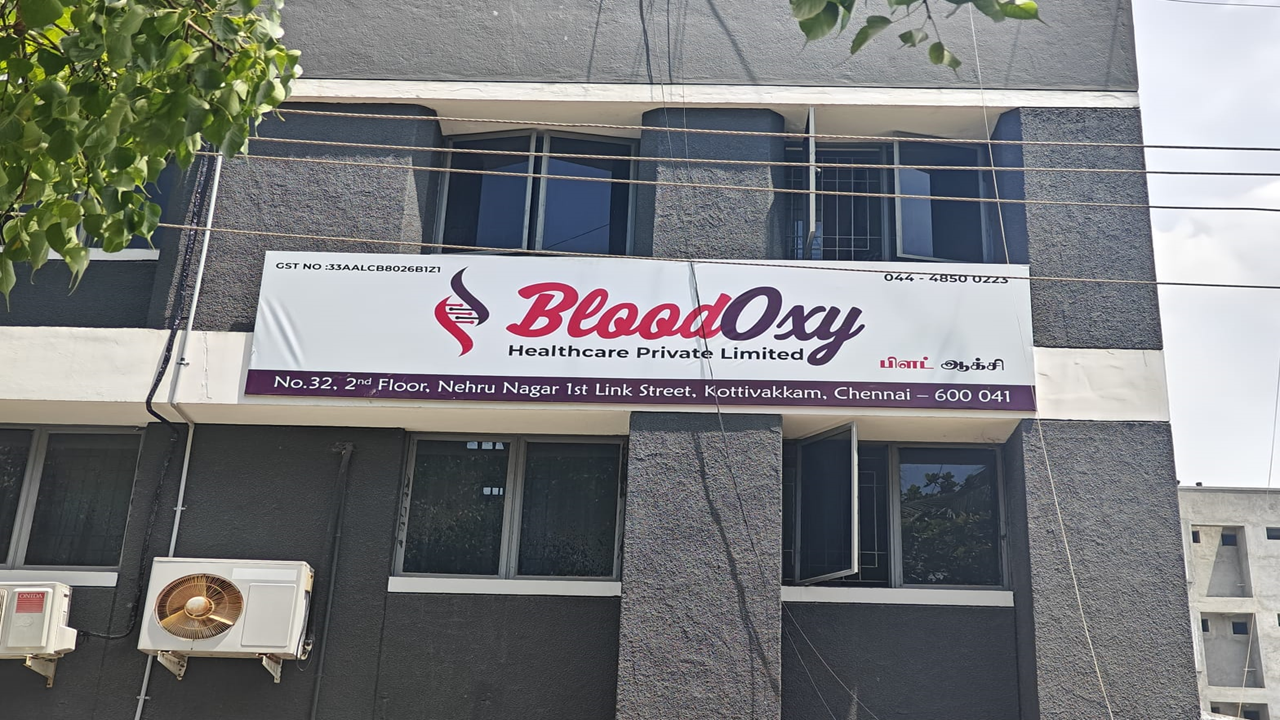 GST NO :33AALCB8026B1Z1
044 - 4850 0223
BloodOxy
Healthcare Private Limited
பிளட் ஆக்சி
No.32, 2nd Floor, Nehru Nagar 1st Link Street, Kottivakkam, Chennai – 600 041
ONIDA